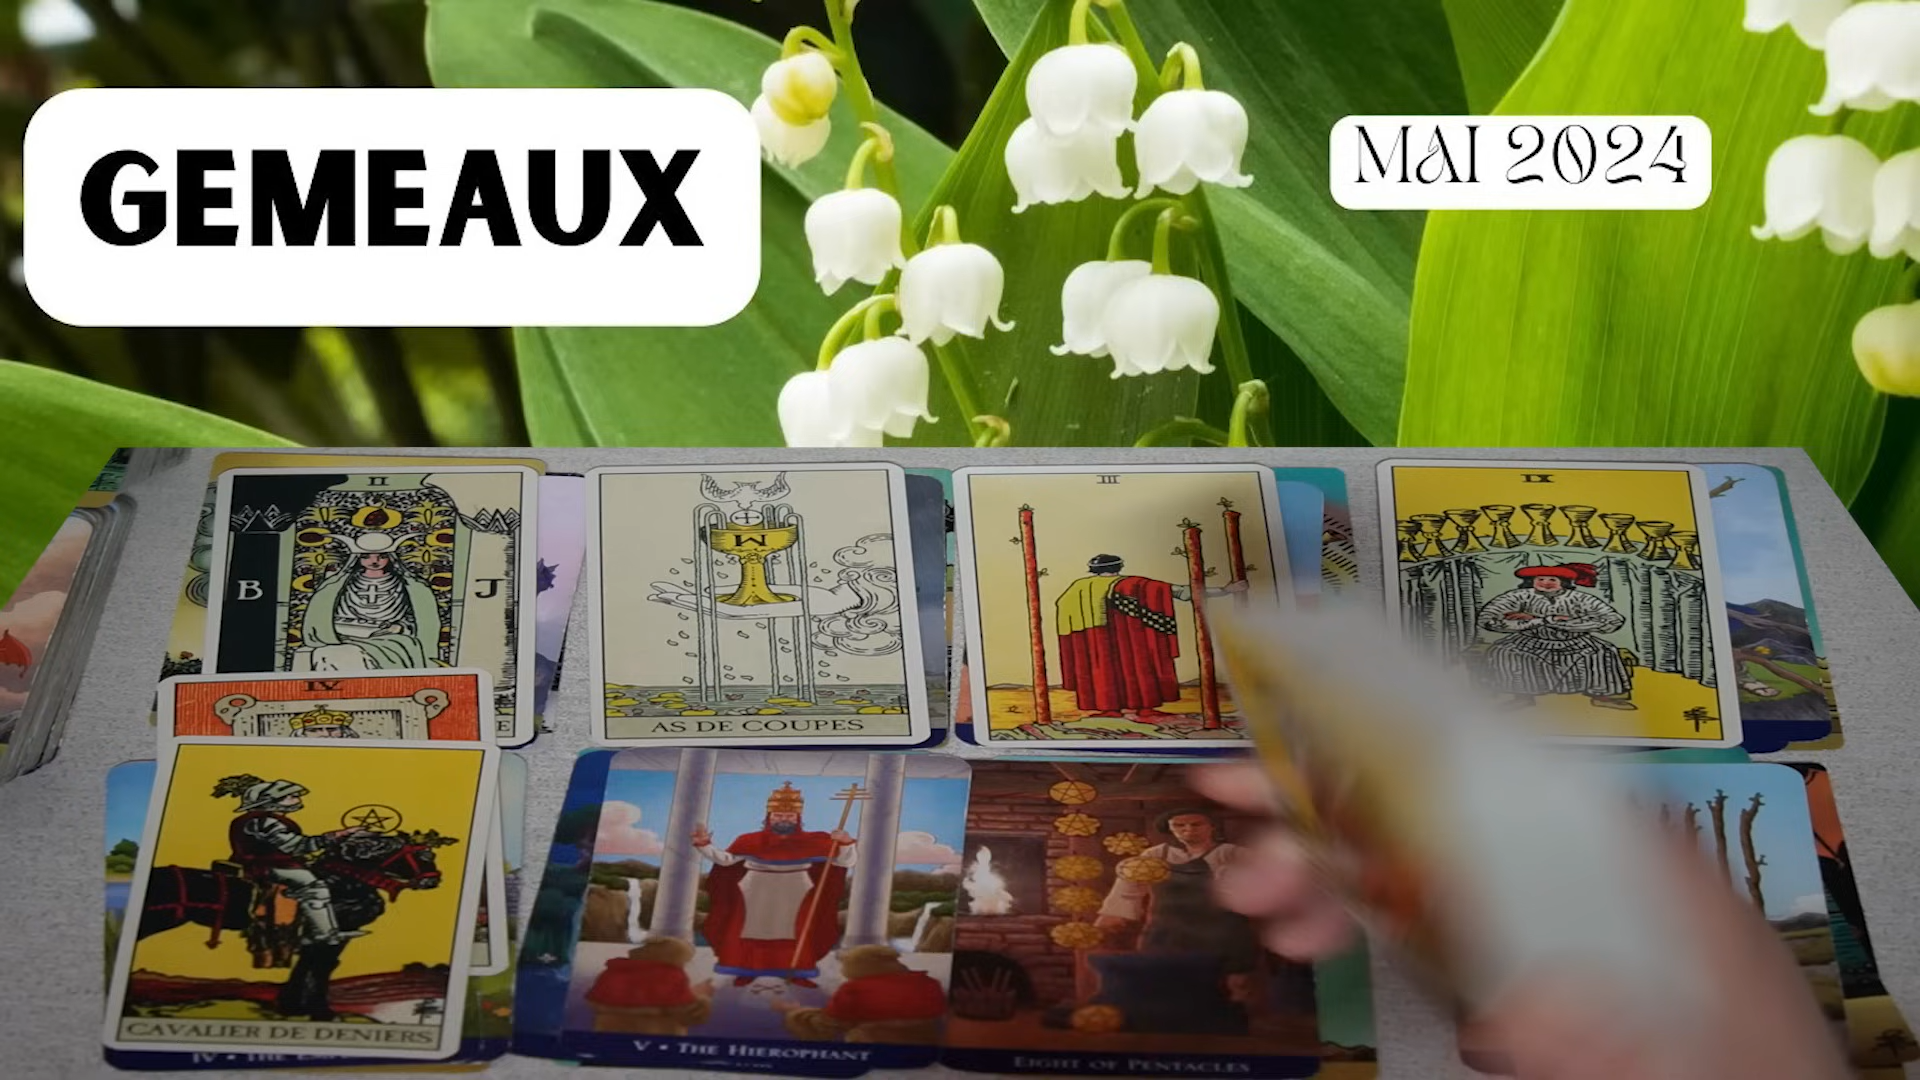 GEMEAUX
MAI 2024
II
B
J
III
IX
AS DE COUPES
IV
CAVALIER DE DENIERS
V • THE HIEROPHANT
EIGHT OF PENTACLES